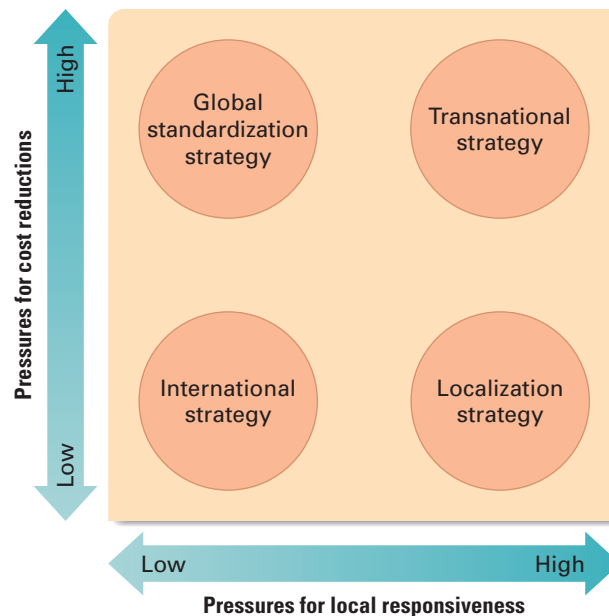 High
Global
standardization
strategy
Transnational
strategy
Pressures for cost reductions
International
strategy
Localization
strategy
Low
Low
High
Pressures for local responsiveness